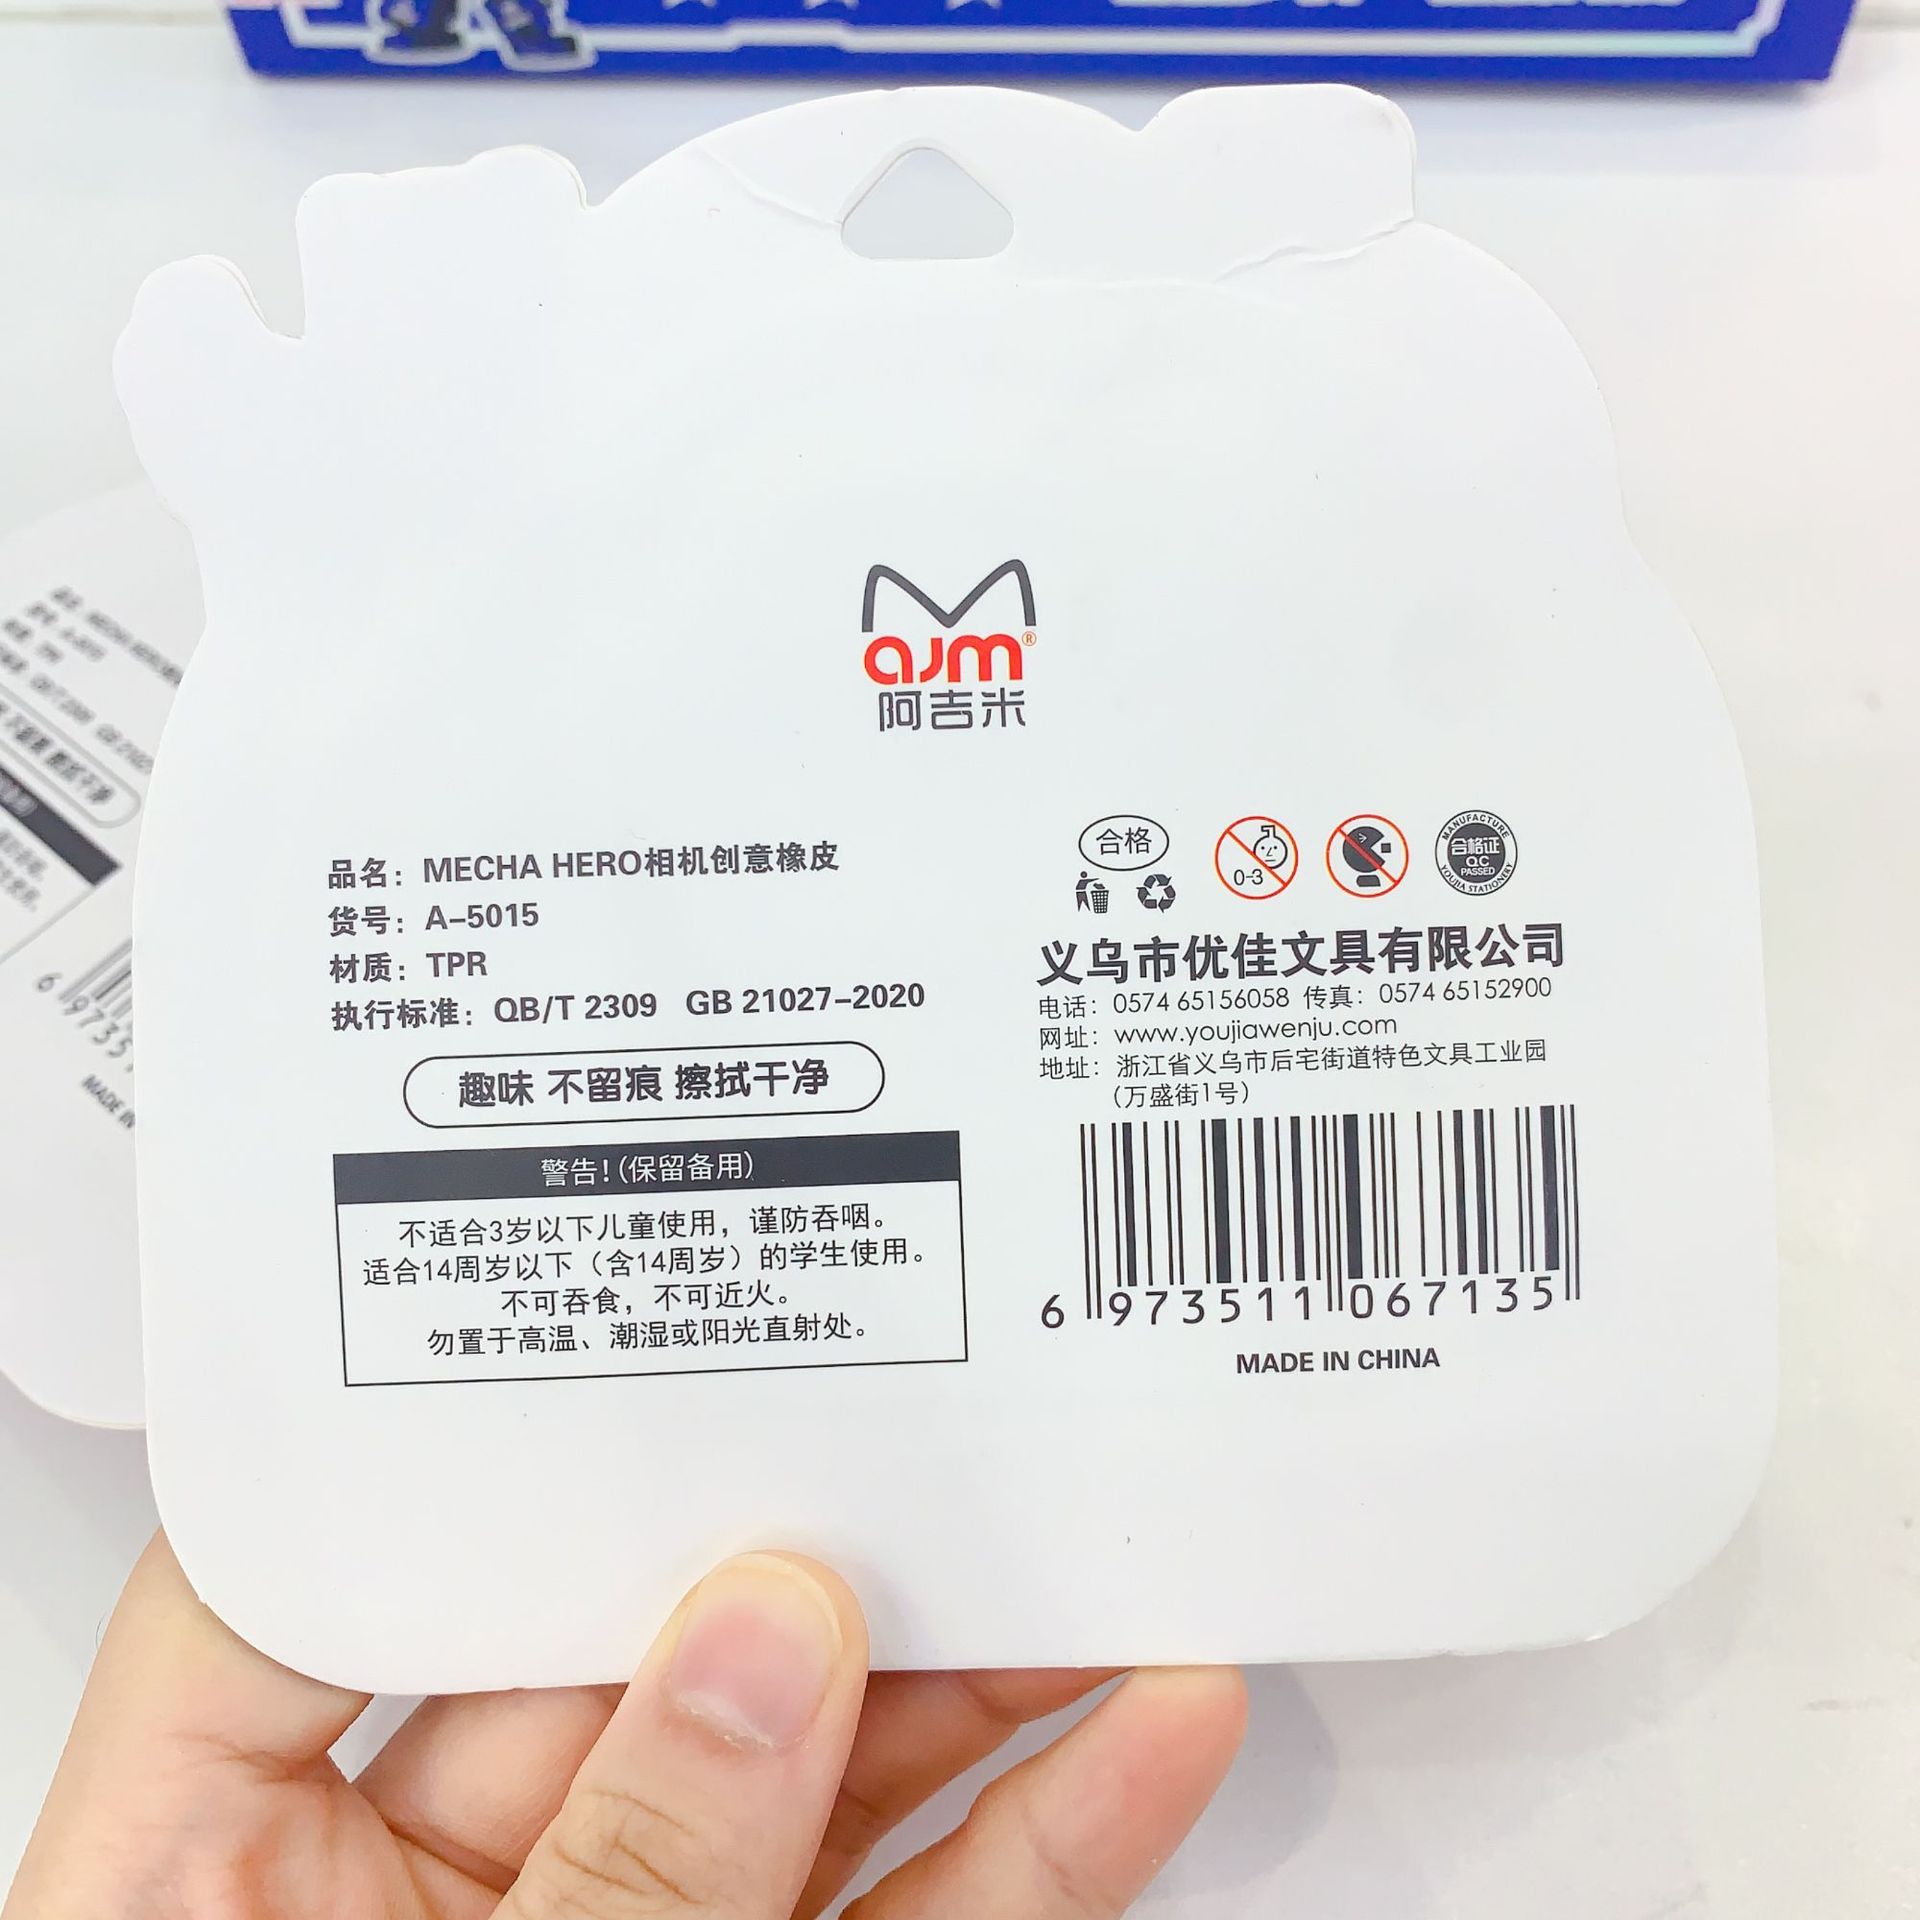 ajm®
阿吉米
品名：MECHA HERO相机创意橡皮
货号：A-5015
材质：TPR
执行标准：QB/T 2309 GB 21027-2020
趣味 不留痕 擦拭干净
警告！(保留备用)
不适合3岁以下儿童使用，谨防吞咽。
适合14周岁以下（含14周岁）的学生使用。
不可吞食，不可近火。
勿置于高温、潮湿或阳光直射处。
合格
0-3
MANUFACTURE
合格证
QC
PASSED
YOUJIA STATIONERY
义乌市优佳文具有限公司
电话：0574 65156058 传真：0574 65152900
网址：www.youjiawenju.com
地址：浙江省义乌市后宅街道特色文具工业园
(万盛街1号)
6 973511 067135
MADE IN CHINA